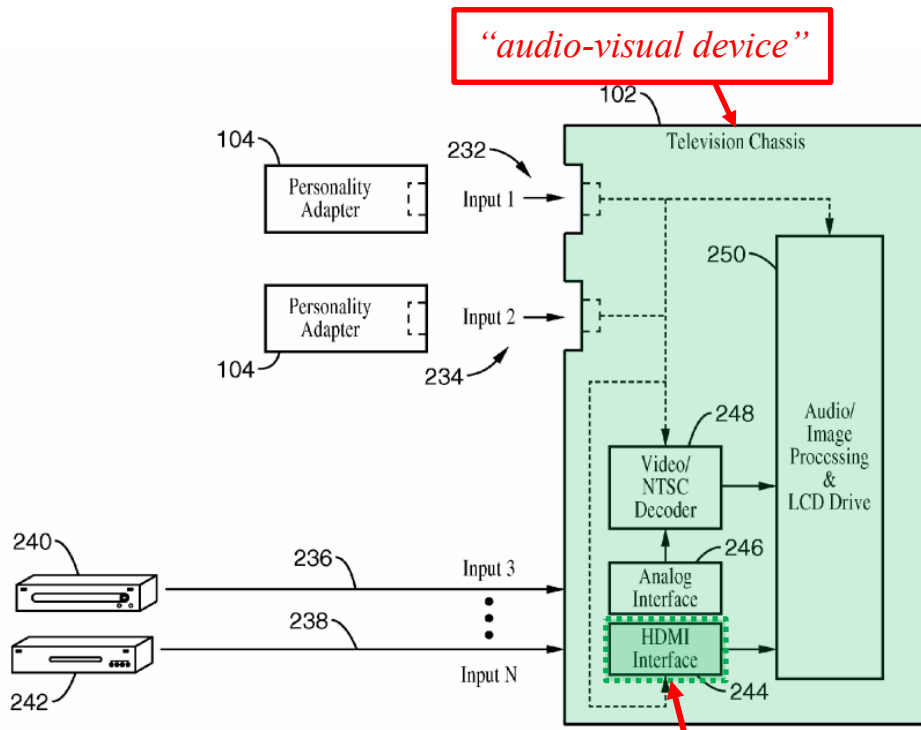 “audio-visual device”
102
Television Chassis
104
232
Personality
Adapter
Input 1
250
Personality
Adapter
Input 2
104
234
248
Audio/
Image
Processing
&
LCD Drive
Video/
NTSC
Decoder
240
236
Input 3
246
Analog
Interface
238
HDMI
Interface
242
Input N
244